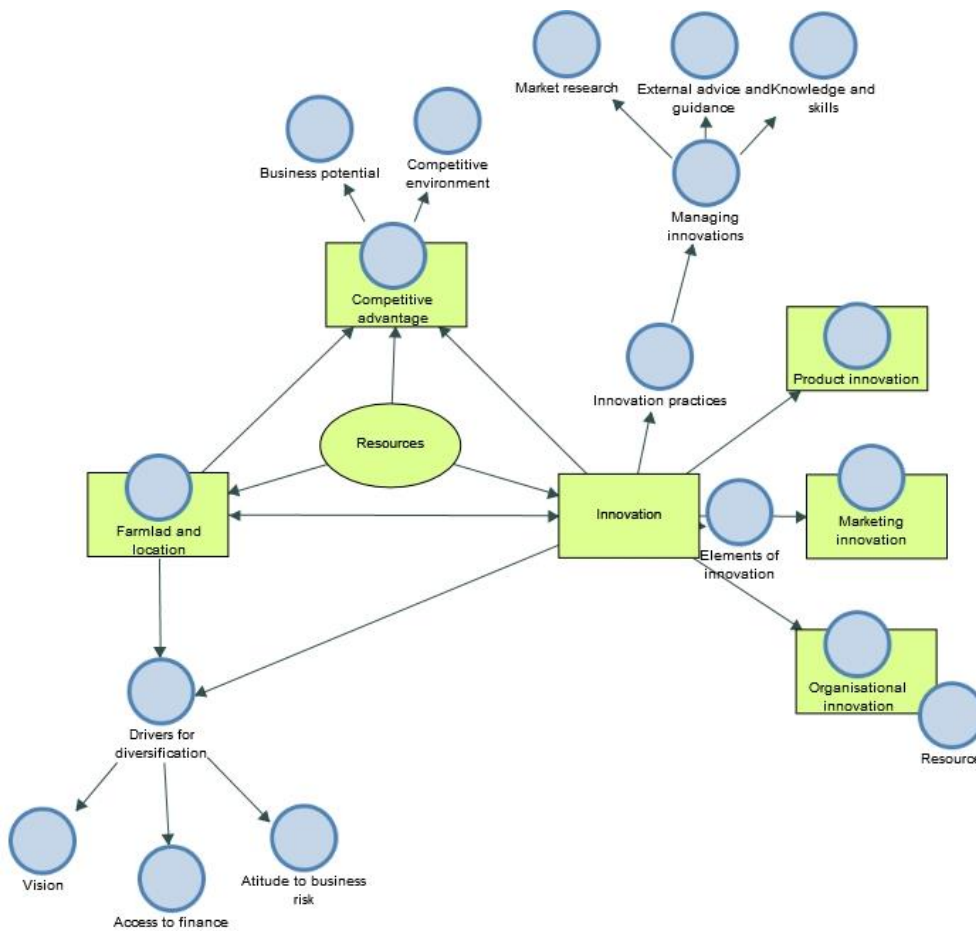 Market research
External advice and
guidance
Knowledge and
skills
Business potential
Competitive
environment
Managing
innovations
Competitive
advantage
Innovation practices
Product innovation
Resources
Farmlad and
location
Innovation
Elements of
innovation
Marketing
innovation
Organisational
innovation
Resource
Drivers for
diversification
Vision
Access to finance
Atitude to business
risk